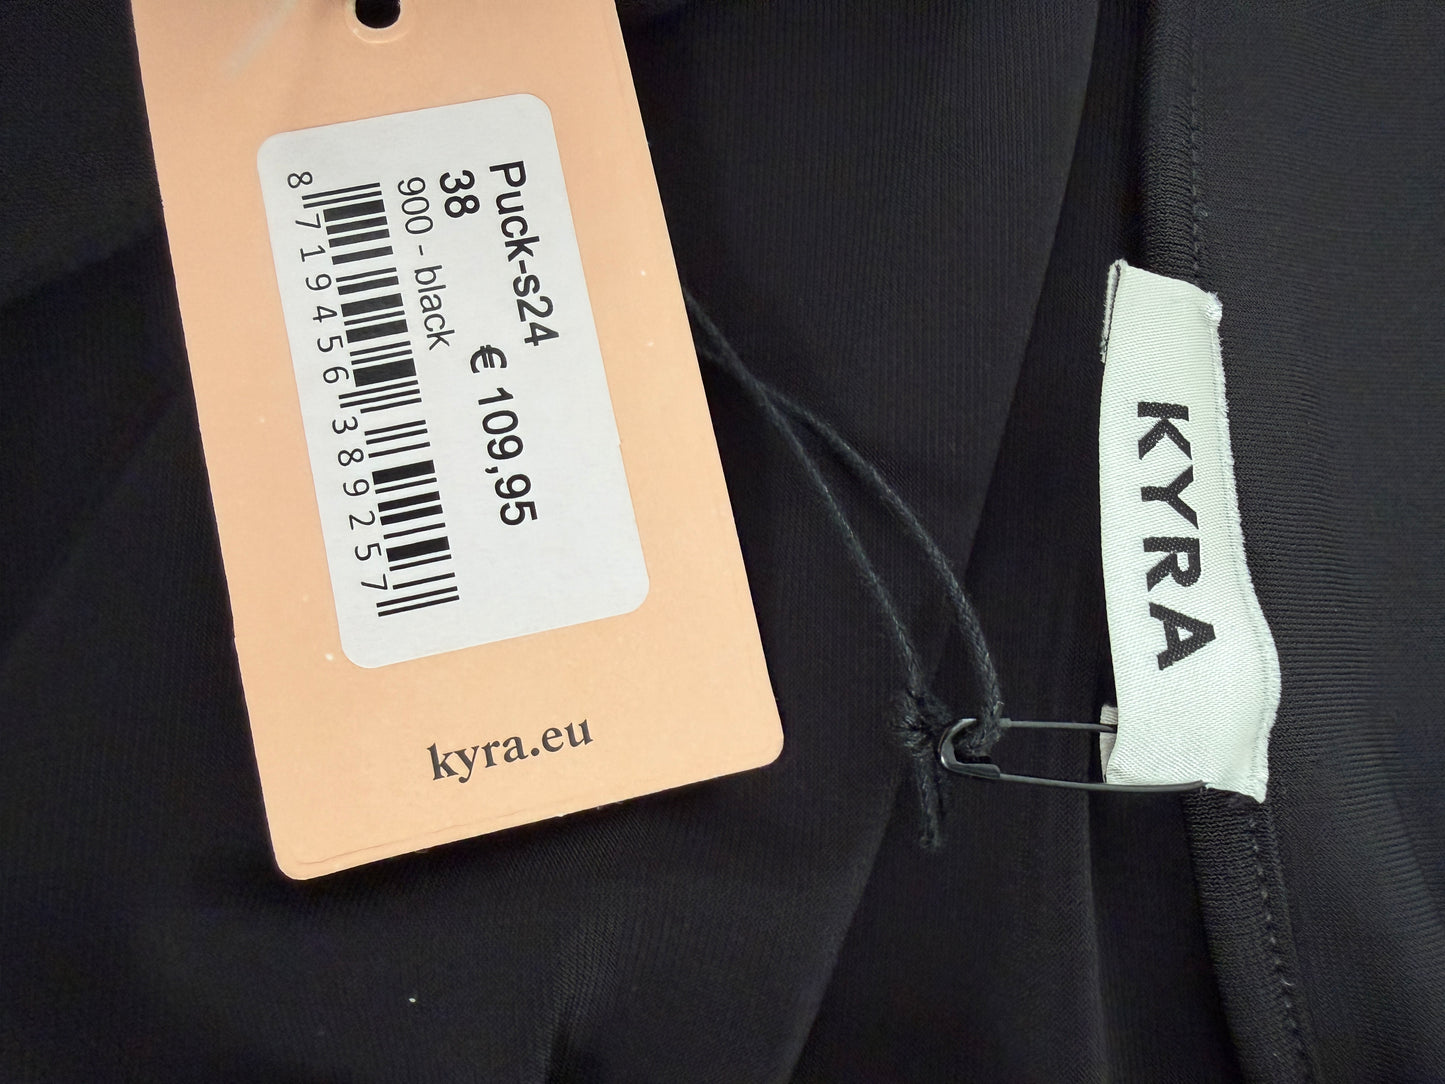 Puck-s24
38
900 - black
€ 109,95
8 719456 389257
kyra.eu
KYRA